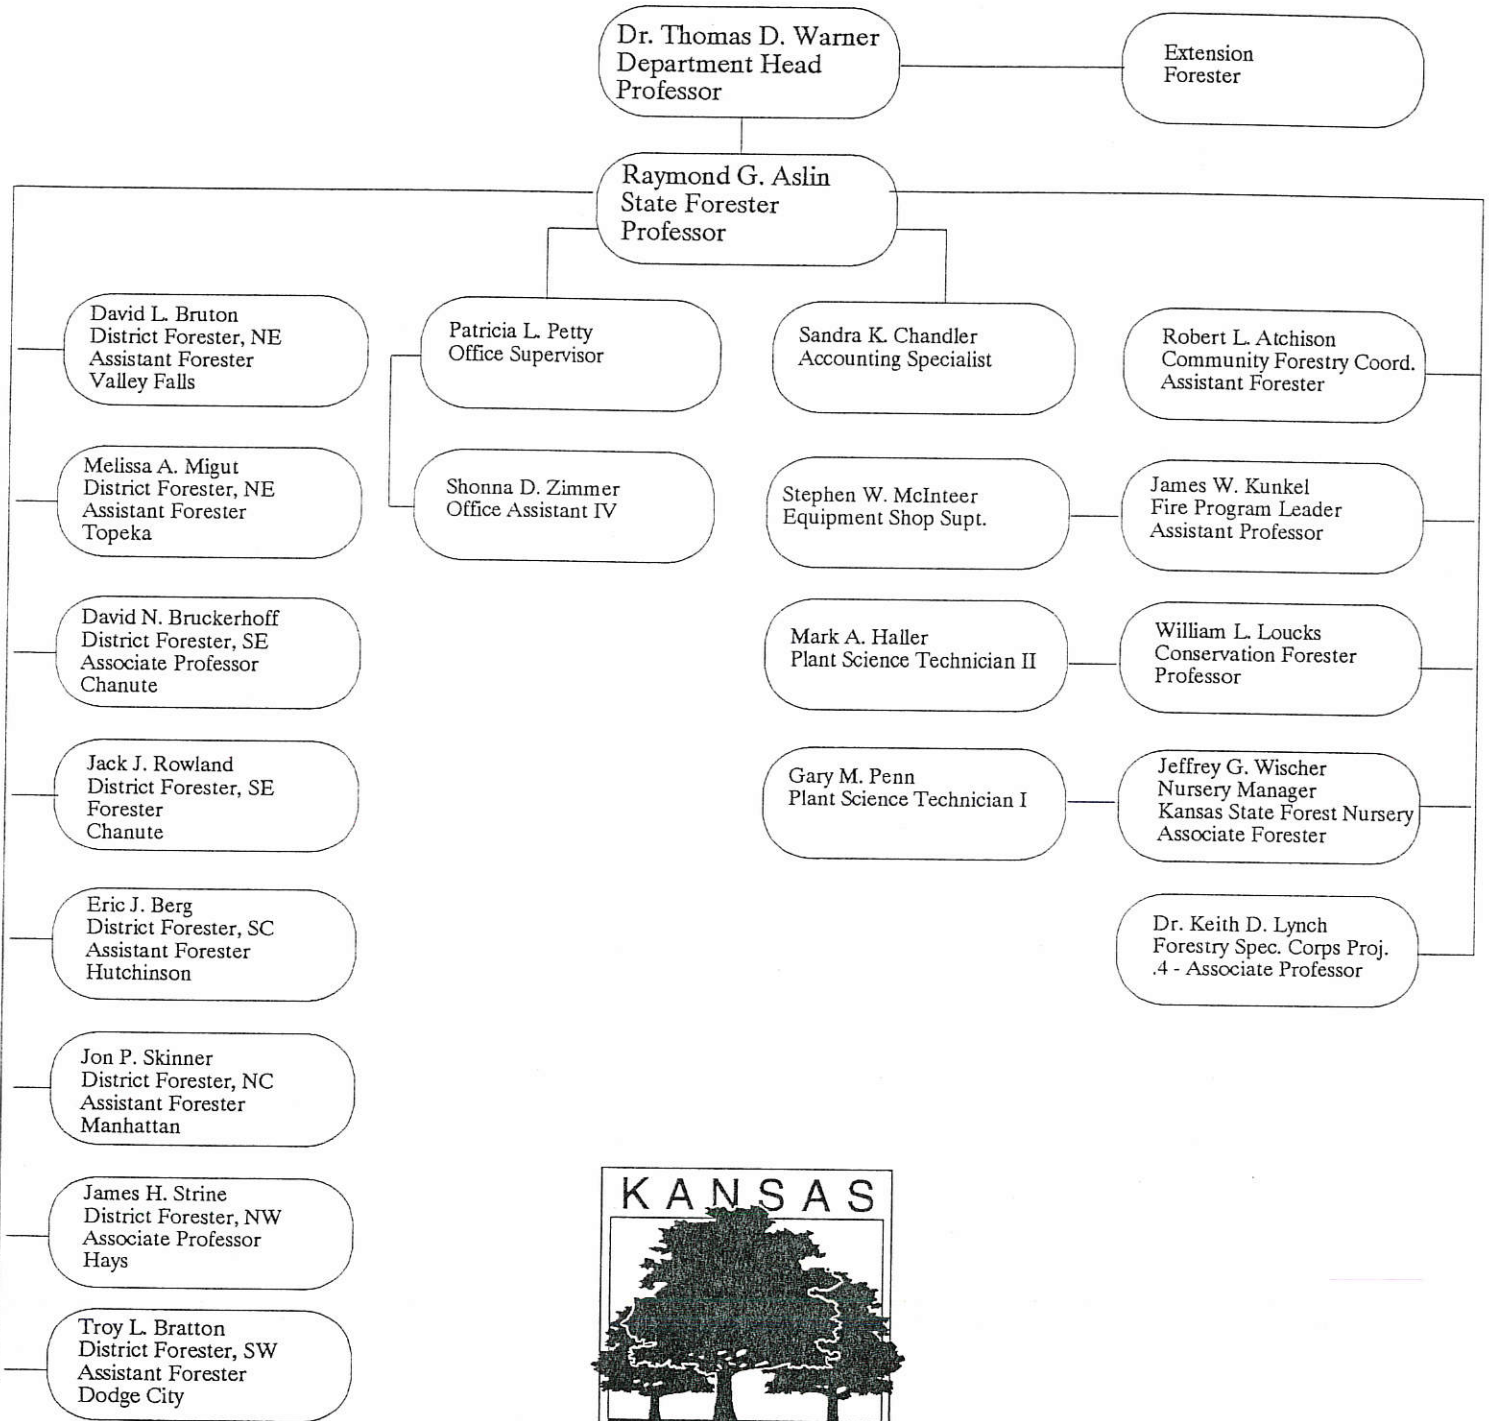 Dr. Thomas D. Warner
Department Head
Professor
Extension
Forester
Raymond G. Aslin
State Forester
Professor
David L. Bruton
District Forester, NE
Assistant Forester
Valley Falls
Patricia L. Petty
Office Supervisor
Sandra K. Chandler
Accounting Specialist
Robert L. Atchison
Community Forestry Coord.
Assistant Forester
Melissa A. Migut
District Forester, NE
Assistant Forester
Topeka
Shonna D. Zimmer
Office Assistant IV
Stephen W. McInteer
Equipment Shop Supt.
James W. Kunkel
Fire Program Leader
Assistant Professor
David N. Bruckerhoff
District Forester, SE
Associate Professor
Chanute
Mark A. Haller
Plant Science Technician II
William L. Loucks
Conservation Forester
Professor
Jack J. Rowland
District Forester, SE
Forester
Chanute
Gary M. Penn
Plant Science Technician I
Jeffrey G. Wischer
Nursery Manager
Kansas State Forest Nursery
Associate Forester
Eric J. Berg
District Forester, SC
Assistant Forester
Hutchinson
Dr. Keith D. Lynch
Forestry Spec. Corps Proj.
.4 - Associate Professor
Jon P. Skinner
District Forester, NC
Assistant Forester
Manhattan
James H. Strine
District Forester, NW
Associate Professor
Hays
Troy L. Bratton
District Forester, SW
Assistant Forester
Dodge City
KANSAS